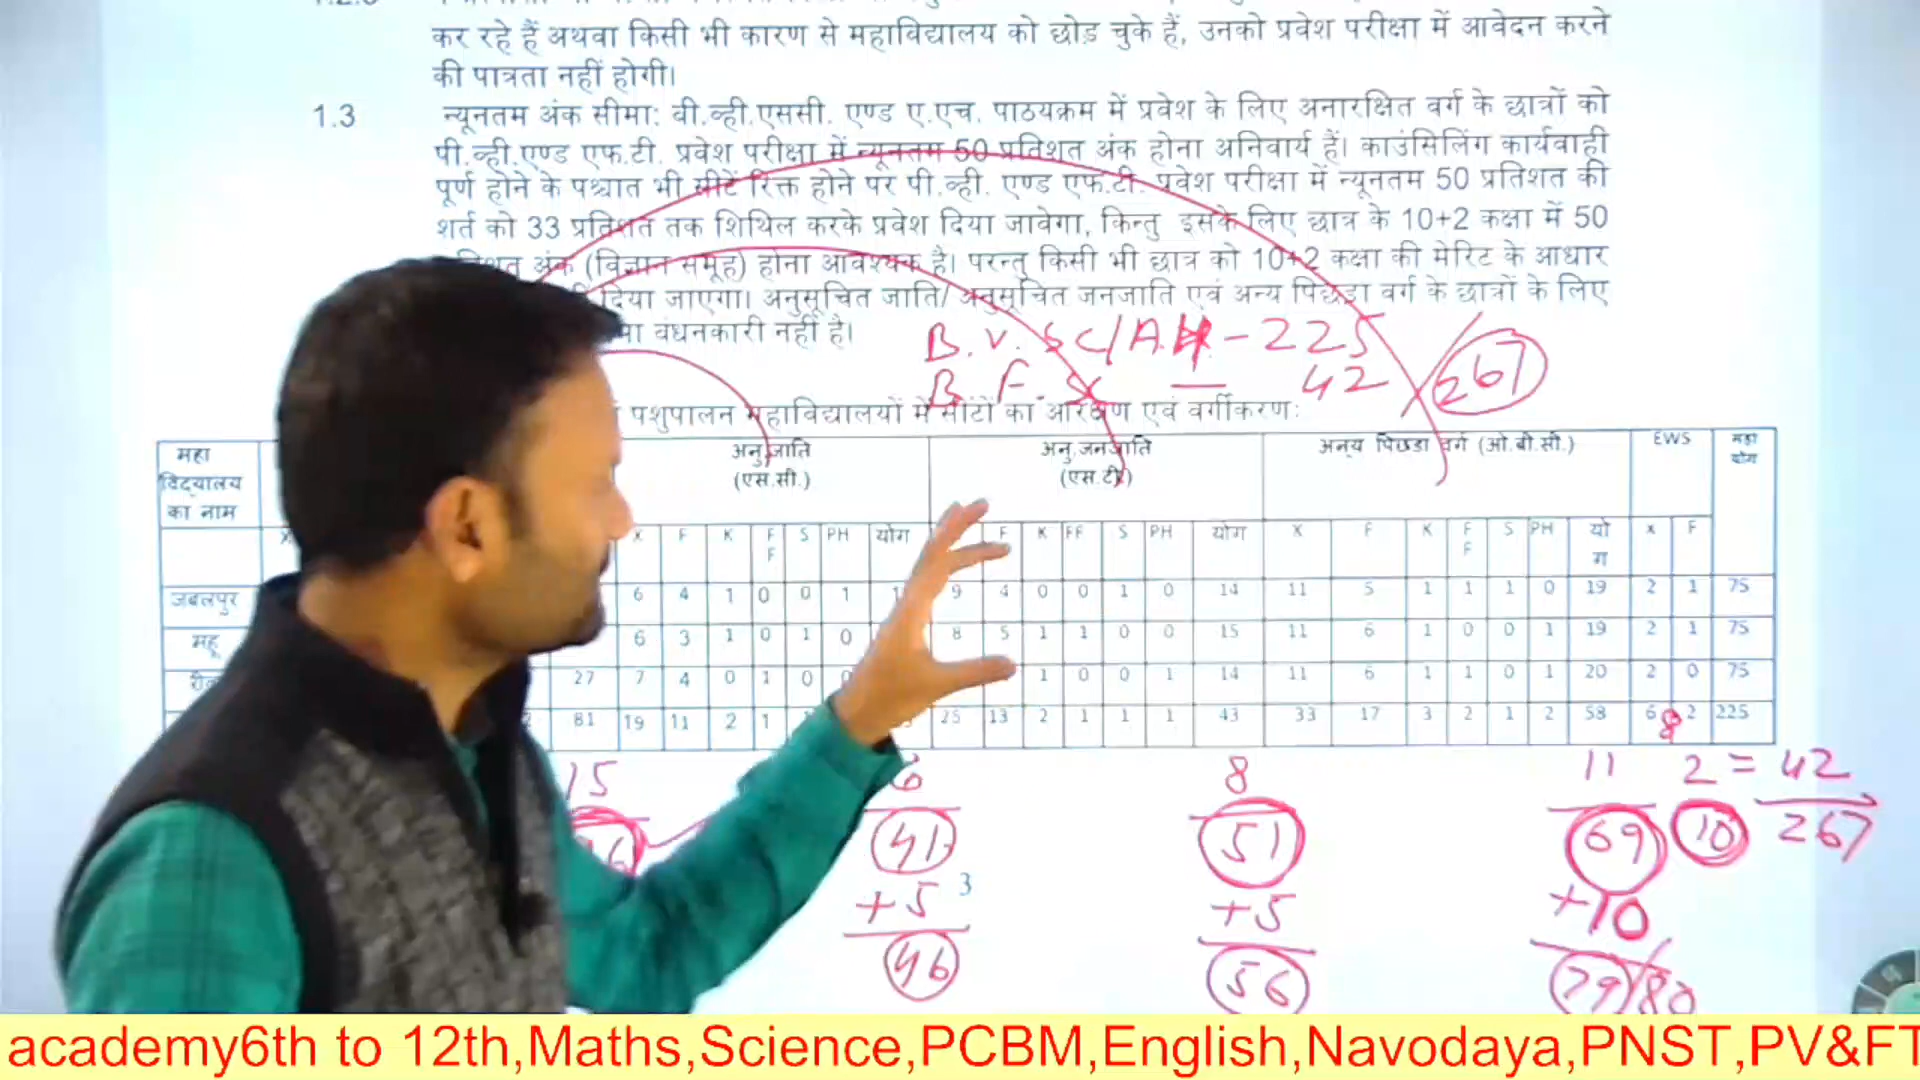 कर रहे हैं अथवा किसी भी कारण से महाविद्यालय को छोड़ चुके हैं, उनको प्रवेश परीक्षा में आवेदन करने
की पात्रता नहीं होगी।
1.3 न्यूनतम अंक सीमा: बी.व्ही.एससी. एण्ड ए.एच. पाठयक्रम में प्रवेश के लिए अनारक्षित वर्ग के छात्रों को
पी.व्ही.एण्ड एफ.टी. प्रवेश परीक्षा में न्यूनतम 50 प्रतिशत अंक होना अनिवार्य हैं। काउंसिलिंग कार्यवाही
पूर्ण होने के पश्चात भी सीटें रिक्त होने पर पी.व्ही. एण्ड एफ.टी. प्रवेश परीक्षा में न्यूनतम 50 प्रतिशत की
शर्त को 33 प्रतिशत तक शिथिल करके प्रवेश दिया जावेगा, किन्तु इसके लिए छात्र के 10+2 कक्षा में 50
अंक (विज्ञान समूह) होना आवश्यक है। परन्तु किसी भी छात्र को 10+2 कक्षा की मेरिट के आधार
दिया जाएगा। अनुसूचित जाति/ अनुसूचित जनजाति एवं अन्य पिछड़ा वर्ग के छात्रों के लिए
बंधनकारी नहीं है।
B.V.SC/A.H - 225
B.F.S — 42
267
पशुपालन महाविद्यालयों में सीटों का आरक्षण एवं वर्गीकरण:
महा विद्यालय का नाम अनु.जाति (एस.सी.) अनु.जनजाति (एस.टी) अन्य पिछडा वर्ग (ओ.बी.सी.) EWS महा योग
X F K FF S PH योग F K FF S PH योग X F K FF S PH योग x F
जबलपुर 6 4 1 0 0 1 9 4 0 0 1 0 14 11 5 1 1 1 0 19 2 1 75
महू 6 3 1 0 1 0 8 5 1 1 0 0 15 11 6 1 0 0 1 19 2 1 75
27 7 4 0 1 0 1 0 0 1 14 11 6 1 1 0 1 20 2 0 75
81 19 11 2 1 25 13 2 1 1 1 43 33 17 3 2 1 2 58 6 8 2 225
15 6 8 11 2 = 42
41 51 69 10 267
+5 3 +5 +10
46 56 79/80
academy6th to 12th,Maths,Science,PCBM,English,Navodaya,PNST,PV&FT